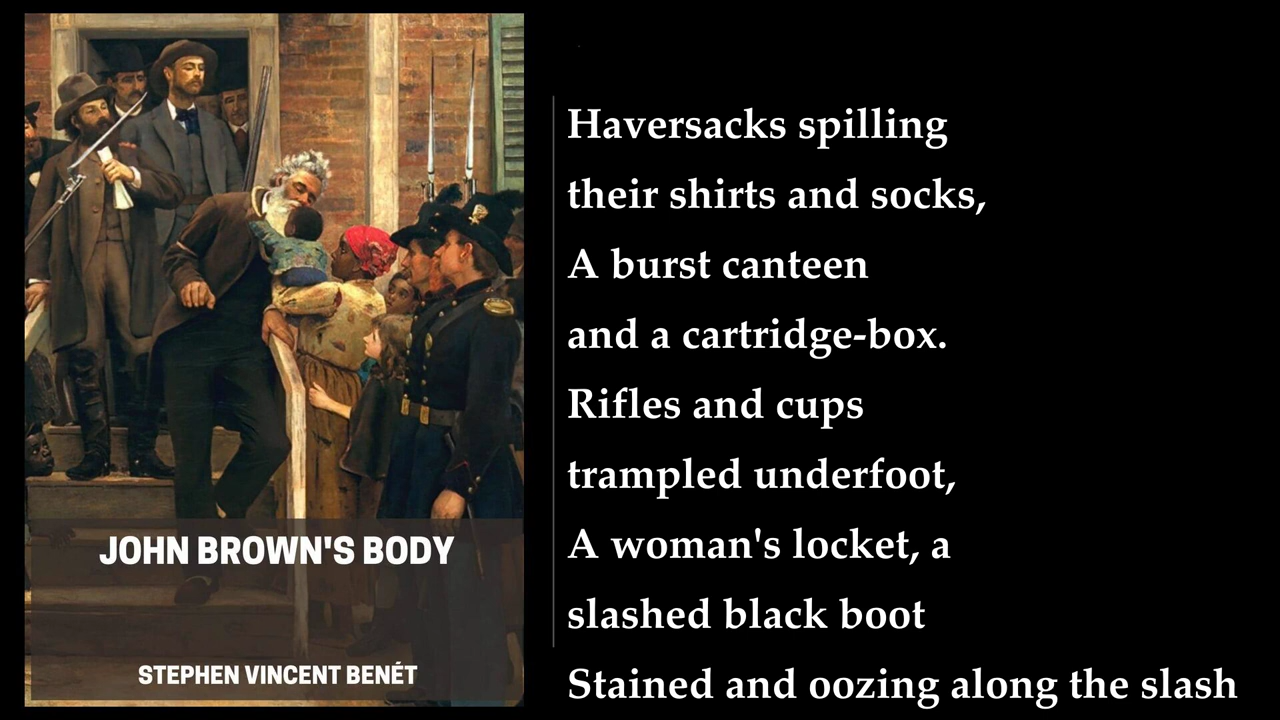 JOHN BROWN'S BODY
STEPHEN VINCENT BENÉT
Haversacks spilling
their shirts and socks,
A burst canteen
and a cartridge-box.
Rifles and cups
trampled underfoot,
A woman's locket, a
slashed black boot
Stained and oozing along the slash